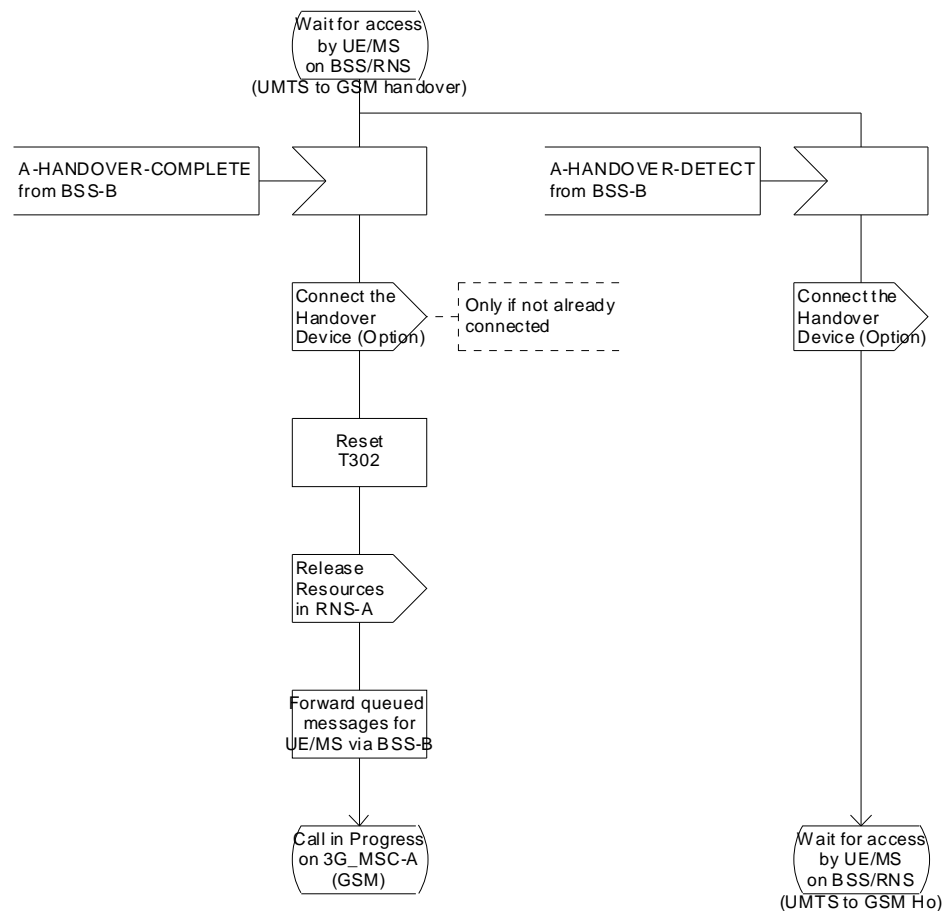 Wait for access
by UE/MS
on BSS/RNS
(UMTS to GSM handover)
A-HANDOVER-COMPLETE
from BSS-B
A-HANDOVER-DETECT
from BSS-B
Connect the
Handover
Device (Option)
Only if not already
connected
Connect the
Handover
Device (Option)
Reset
T302
Release
Resources
in RNS-A
Forward queued
messages for
UE/MS via BSS-B
Call in Progress
on 3G_MSC-A
(GSM)
Wait for access
by UE/MS
on BSS/RNS
(UMTS to GSM Ho)